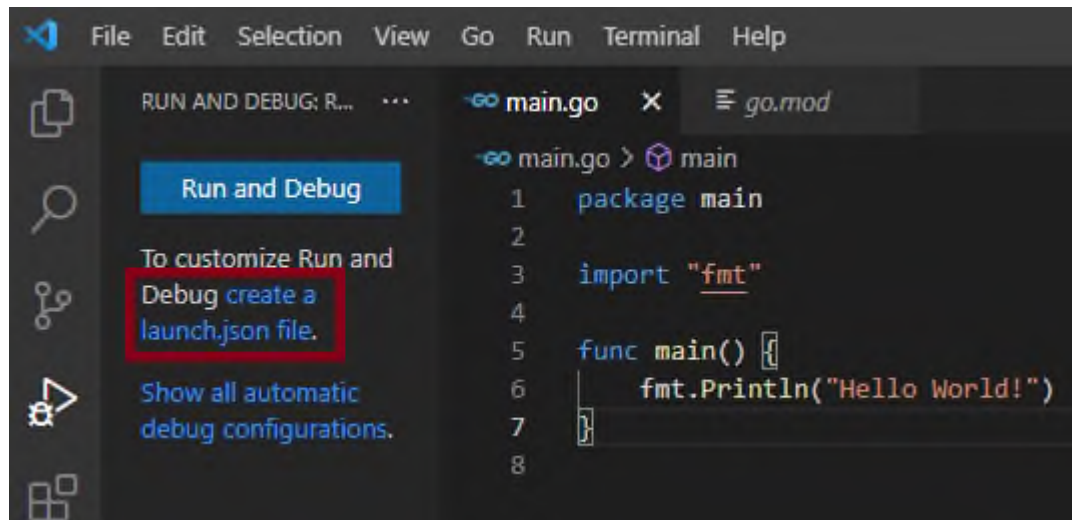 File Edit Selection View Go Run Terminal Help
RUN AND DEBUG: R... ...
Run and Debug
To customize Run and
Debug create a
launch.json file.
Show all automatic
debug configurations.
GO main.go × go.mod
GO main.go > main
1 package main
2
3 import "fmt"
4
5 func main() {
6 fmt.Println("Hello World!")
7 }
8